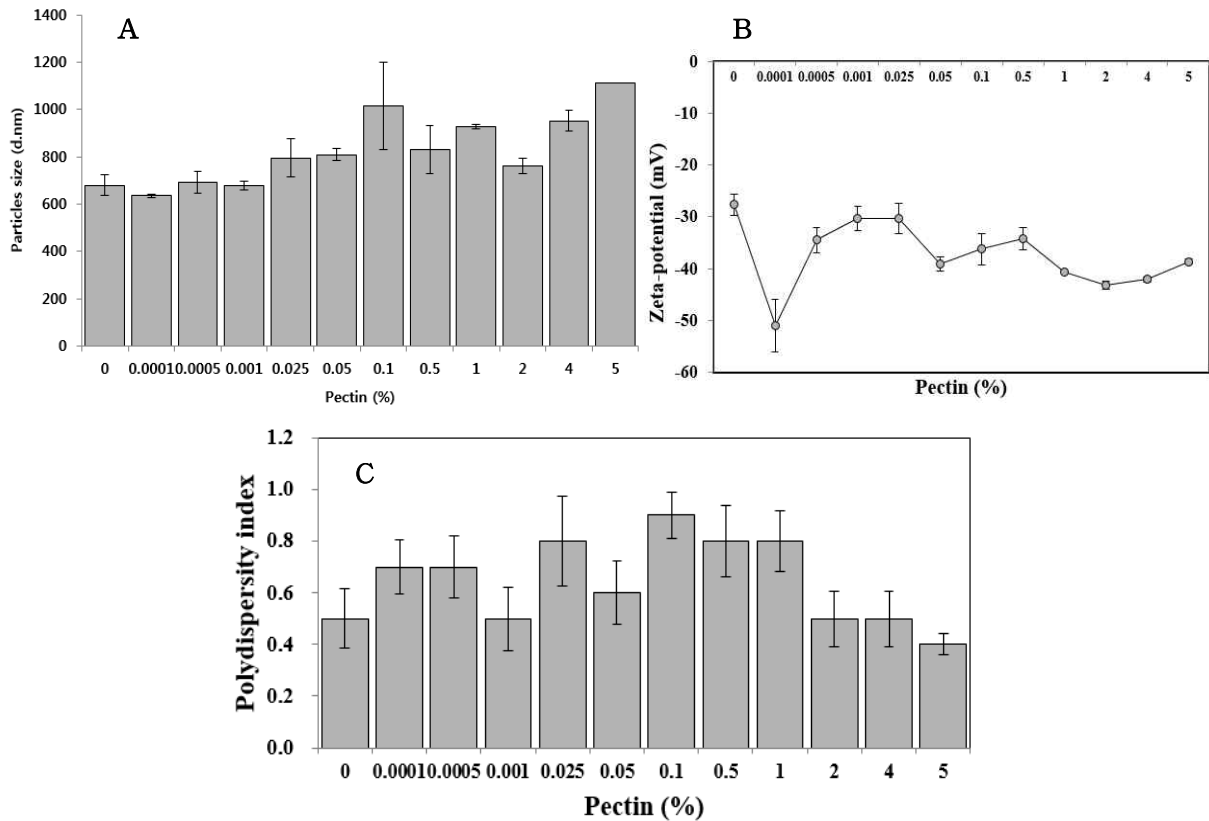 A
Particles size (d.nm)
1400
1200
1000
800
600
400
200
0
0 0.0001 0.0005 0.001 0.025 0.05 0.1 0.5 1 2 4 5
Pectin (%)
B
Zeta-potential (mV)
0
0 0.0001 0.0005 0.001 0.025 0.05 0.1 0.5 1 2 4 5
-10
-20
-30
-40
-50
-60
Pectin (%)
C
Polydispersity index
1.2
1.0
0.8
0.6
0.4
0.2
0.0
0 0.0001 0.0005 0.001 0.025 0.05 0.1 0.5 1 2 4 5
Pectin (%)